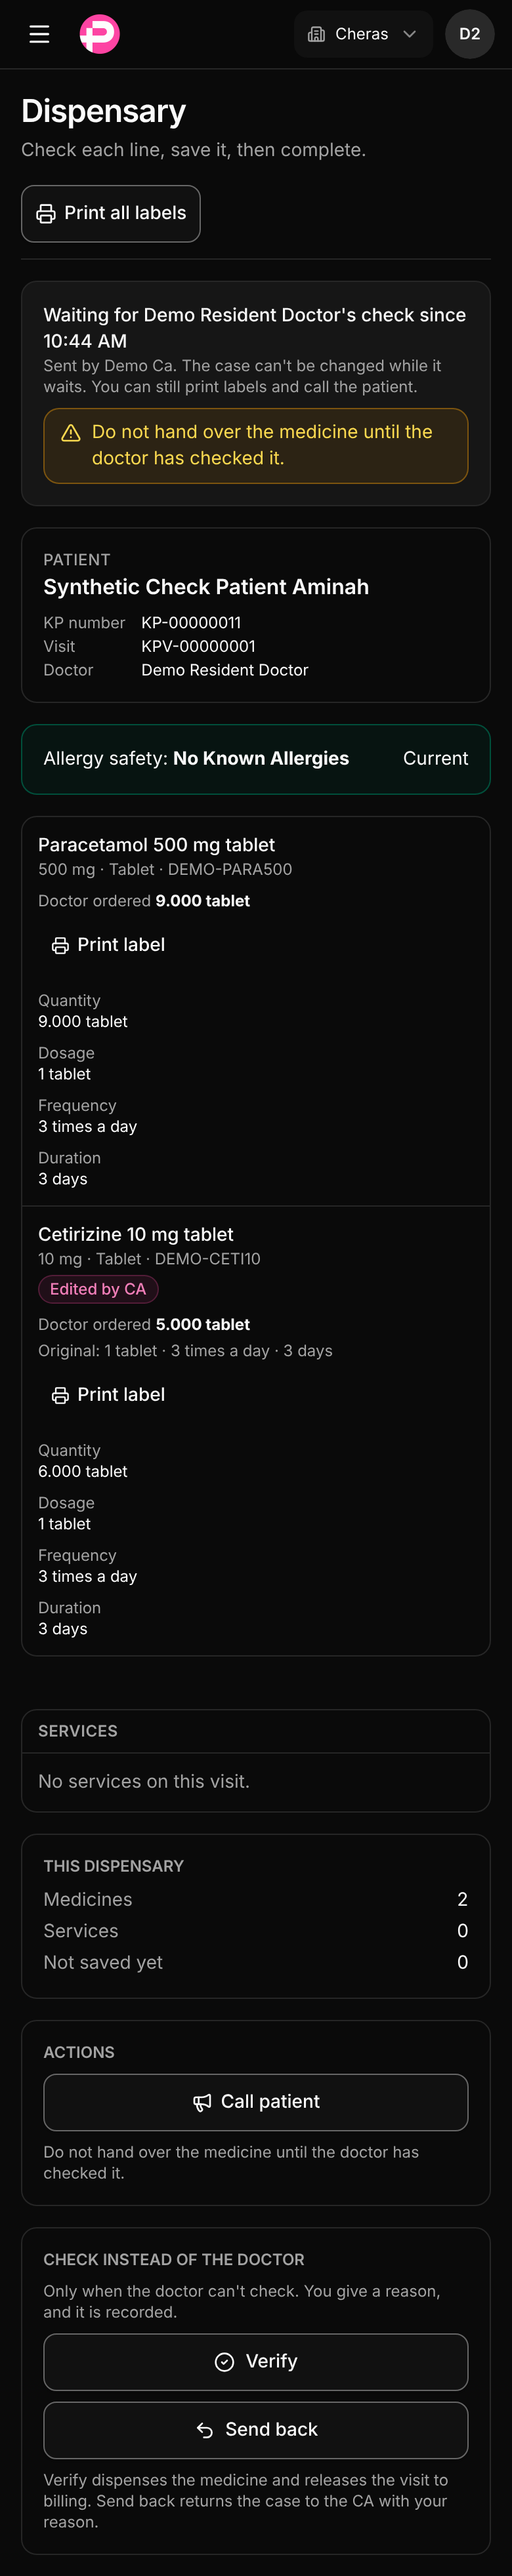 Cheras
D2
Dispensary
Check each line, save it, then complete.
Print all labels
Waiting for Demo Resident Doctor's check since
10:44 AM
Sent by Demo Ca. The case can't be changed while it
waits. You can still print labels and call the patient.
Do not hand over the medicine until the
doctor has checked it.
PATIENT
Synthetic Check Patient Aminah
KP number KP-00000011
Visit KPV-00000001
Doctor Demo Resident Doctor
Allergy safety: No Known Allergies Current
Paracetamol 500 mg tablet
500 mg · Tablet · DEMO-PARA500
Doctor ordered 9.000 tablet
Print label
Quantity
9.000 tablet
Dosage
1 tablet
Frequency
3 times a day
Duration
3 days
Cetirizine 10 mg tablet
10 mg · Tablet · DEMO-CETI10
Edited by CA
Doctor ordered 5.000 tablet
Original: 1 tablet · 3 times a day · 3 days
Print label
Quantity
6.000 tablet
Dosage
1 tablet
Frequency
3 times a day
Duration
3 days
SERVICES
No services on this visit.
THIS DISPENSARY
Medicines 2
Services 0
Not saved yet 0
ACTIONS
Call patient
Do not hand over the medicine until the doctor has
checked it.
CHECK INSTEAD OF THE DOCTOR
Only when the doctor can't check. You give a reason,
and it is recorded.
Verify
Send back
Verify dispenses the medicine and releases the visit to
billing. Send back returns the case to the CA with your
reason.